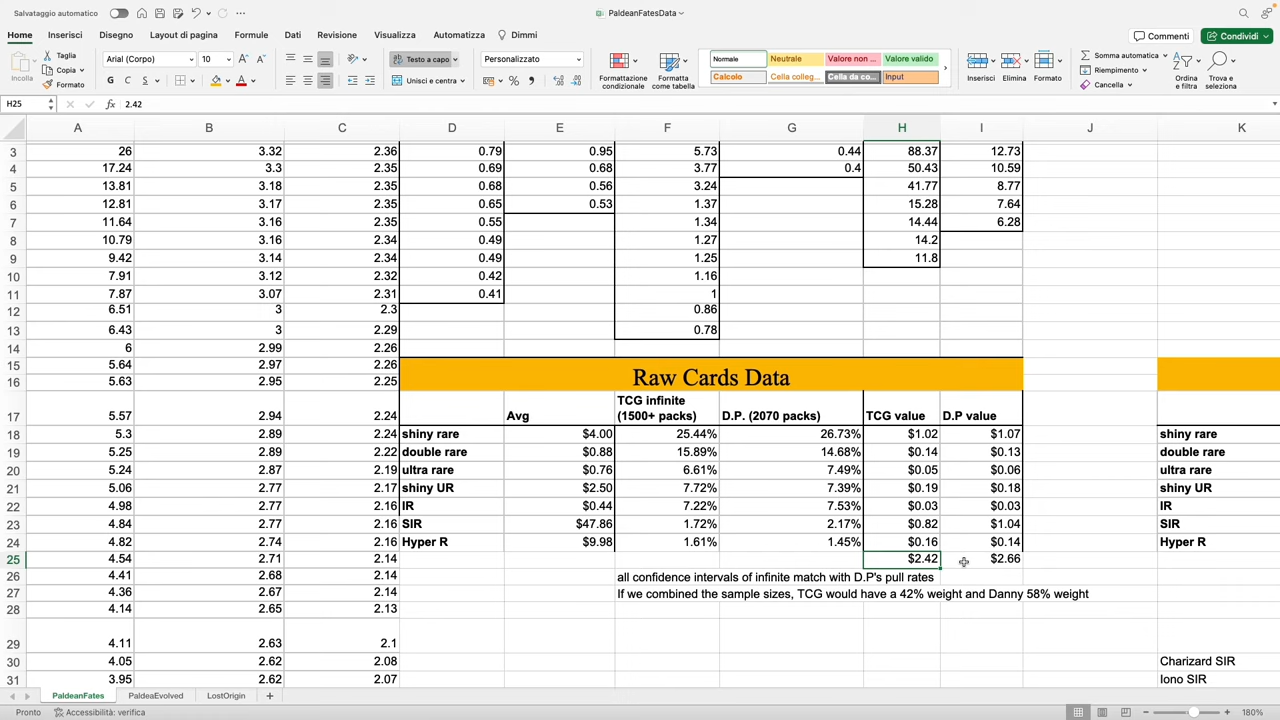 Salvataggio automatico
PaldeanFatesData
Home Inserisci Disegno Layout di pagina Formule Dati Revisione Visualizza Automatizza Dimmi Commenti Condividi
Incolla Taglia Copia Formato
Arial (Corpo) 10 Testo a capo Personalizzato
G C S A Unisci e centra
Formattazione condizionale Formatta come tabella
Normale Neutrale Valore non ... Valore valido
Calcolo Celle colleg... Cella da co... Input
Inserisci Elimina Formato
Somma automatica Riempimento Cancella
Ordina e filtra Trova e seleziona
H25 fx 2.42
A B C D E F G H I J K
3 26 3.32 2.36 0.79 0.95 5.73 0.44 88.37 12.73
4 17.24 3.3 2.35 0.69 0.68 3.77 0.4 50.43 10.59
5 13.81 3.18 2.35 0.68 0.56 3.24 41.77 8.77
6 12.81 3.17 2.35 0.65 0.53 1.37 15.28 7.64
7 11.64 3.16 2.35 0.55 1.34 14.44 6.28
8 10.79 3.16 2.34 0.49 1.27 14.2
9 9.42 3.14 2.34 0.49 1.25 11.8
10 7.91 3.12 2.32 0.42 1.16
11 7.87 3.07 2.31 0.41 1
12 6.51 3 2.3 0.86
13 6.43 3 2.29 0.78
14 6 2.99 2.26
15 5.64 2.97 2.26
Raw Cards Data
16 5.63 2.95 2.25
17 5.57 2.94 2.24 Avg TCG infinite (1500+ packs) D.P. (2070 packs) TCG value D.P value
18 5.3 2.89 2.24 shiny rare $4.00 25.44% 26.73% $1.02 $1.07 shiny rare
19 5.25 2.89 2.22 double rare $0.88 15.89% 14.68% $0.14 $0.13 double rare
20 5.24 2.87 2.19 ultra rare $0.76 6.61% 7.49% $0.05 $0.06 ultra rare
21 5.06 2.77 2.17 shiny UR $2.50 7.72% 7.39% $0.19 $0.18 shiny UR
22 4.98 2.77 2.16 IR $0.44 7.22% 7.53% $0.03 $0.03 IR
23 4.84 2.77 2.16 SIR $47.86 1.72% 2.17% $0.82 $1.04 SIR
24 4.82 2.74 2.16 Hyper R $9.98 1.61% 1.45% $0.16 $0.14 Hyper R
25 4.54 2.71 2.14 $2.42 $2.66
26 4.41 2.68 2.14 all confidence intervals of infinite match with D.P's pull rates
27 4.36 2.67 2.14 If we combined the sample sizes, TCG would have a 42% weight and Danny 58% weight
28 4.14 2.65 2.13
29 4.11 2.63 2.1
30 4.05 2.62 2.08 Charizard SIR
31 3.95 2.62 2.07 Iono SIR
PaldeanFates PaldeaEvolved LostOrigin +
Pronto Accessibilità: verifica 180%